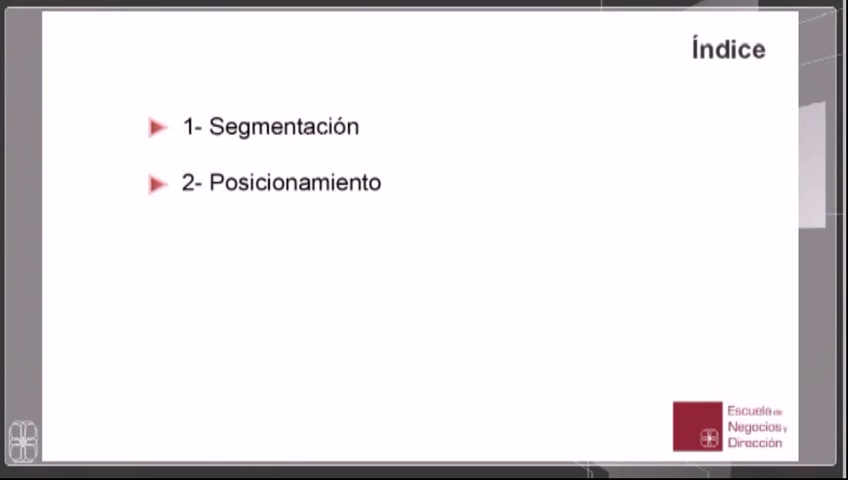 Índice
1- Segmentación
2- Posicionamiento
Escuela de
Negocios y
Dirección